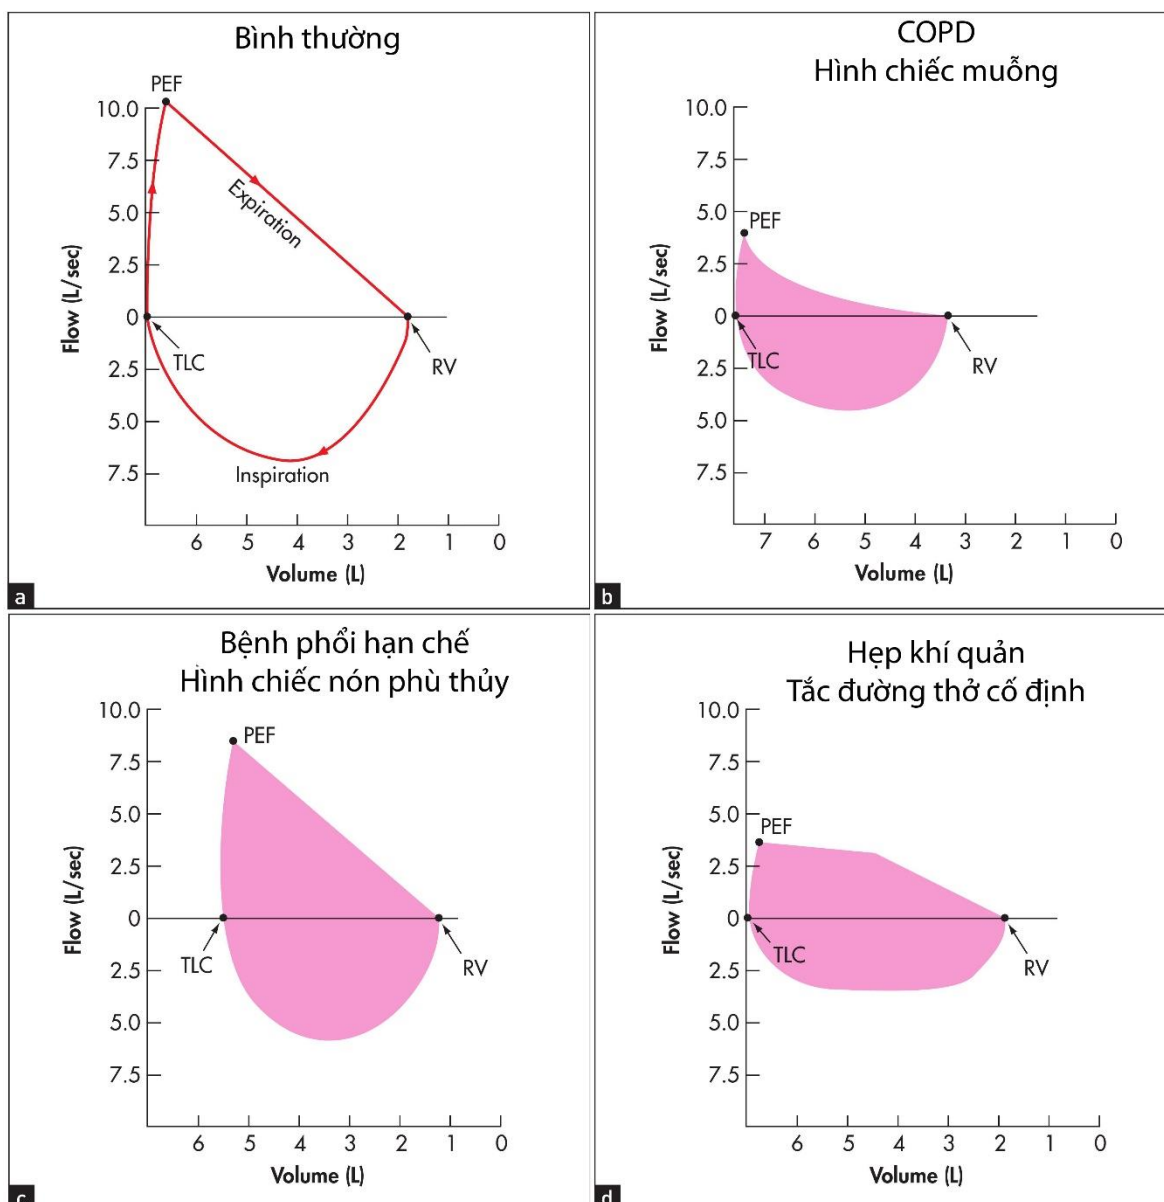 Bình thường
PEF
10.0
7.5
5.0
2.5
0
2.5
5.0
7.5
Flow (L/sec)
Expiration
TLC
RV
Inspiration
6 5 4 3 2 1 0
Volume (L)
a
COPD
Hình chiếc muỗng
10.0
7.5
5.0
2.5
0
2.5
5.0
7.5
Flow (L/sec)
PEF
TLC
RV
7 6 5 4 3 2 1 0
Volume (L)
b
Bệnh phổi hạn chế
Hình chiếc nón phù thủy
10.0
7.5
5.0
2.5
0
2.5
5.0
7.5
Flow (L/sec)
PEF
TLC
RV
6 5 4 3 2 1 0
Volume (L)
c
Hẹp khí quản
Tắc đường thở cố định
10.0
7.5
5.0
2.5
0
2.5
5.0
7.5
Flow (L/sec)
PEF
TLC
RV
6 5 4 3 2 1 0
Volume (L)
d